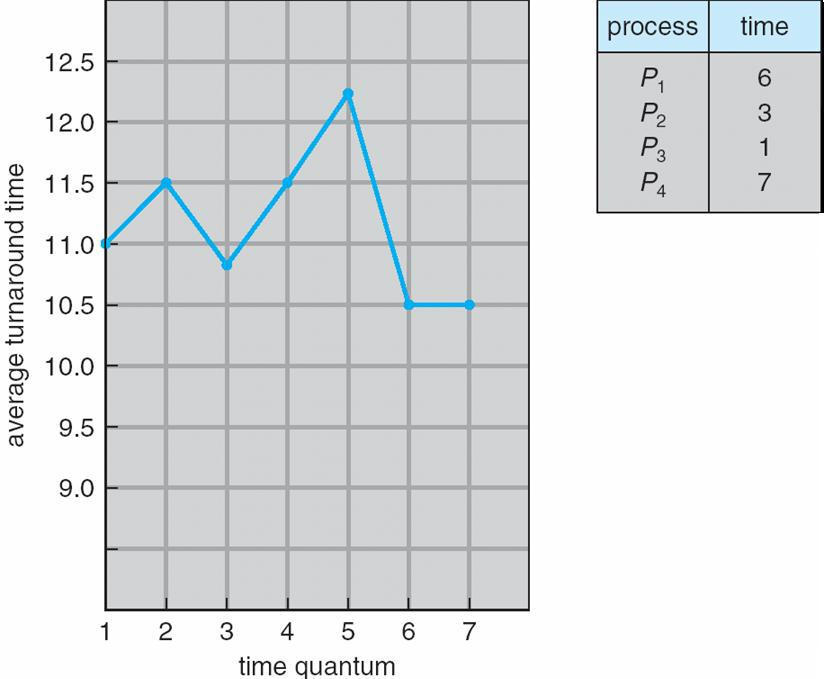 average turnaround time
12.5
12.0
11.5
11.0
10.5
10.0
9.5
9.0
1 2 3 4 5 6 7
time quantum
process time
P1 6
P2 3
P3 1
P4 7